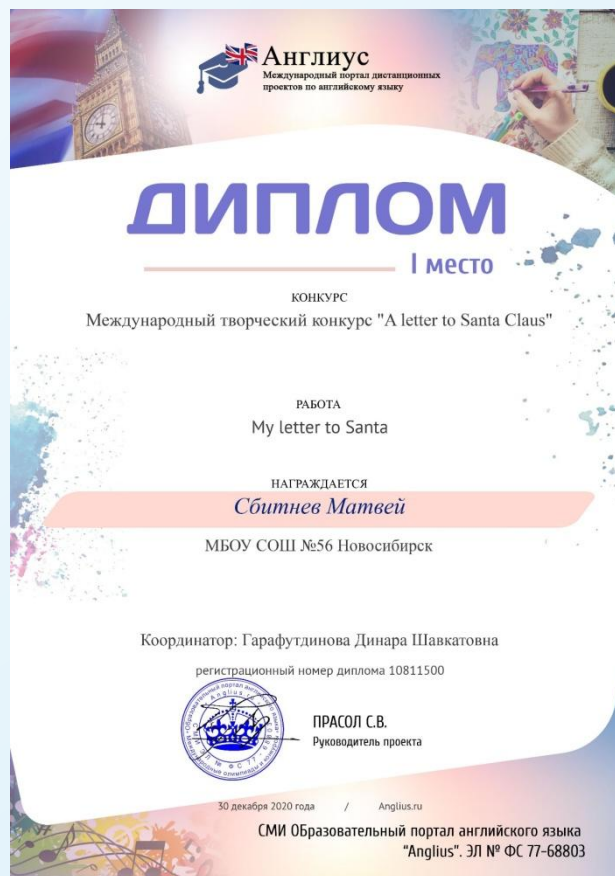 Англиус
Международный портал дистанционных
проектов по английскому языку
ДИПЛОМ
I место
КОНКУРС
Международный творческий конкурс "A letter to Santa Claus"
РАБОТА
My letter to Santa
НАГРАЖДАЕТСЯ
Сбитнев Матвей
МБОУ СОШ №56 Новосибирск
Координатор: Гарафутдинова Динара Шавкатовна
регистрационный номер диплома 10811500
ПРАСОЛ С.В.
Руководитель проекта
30 декабря 2020 года / Anglius.ru
СМИ ОБразовательный портал английского языка
"Anglius". ЭЛ № ФС 77-68803